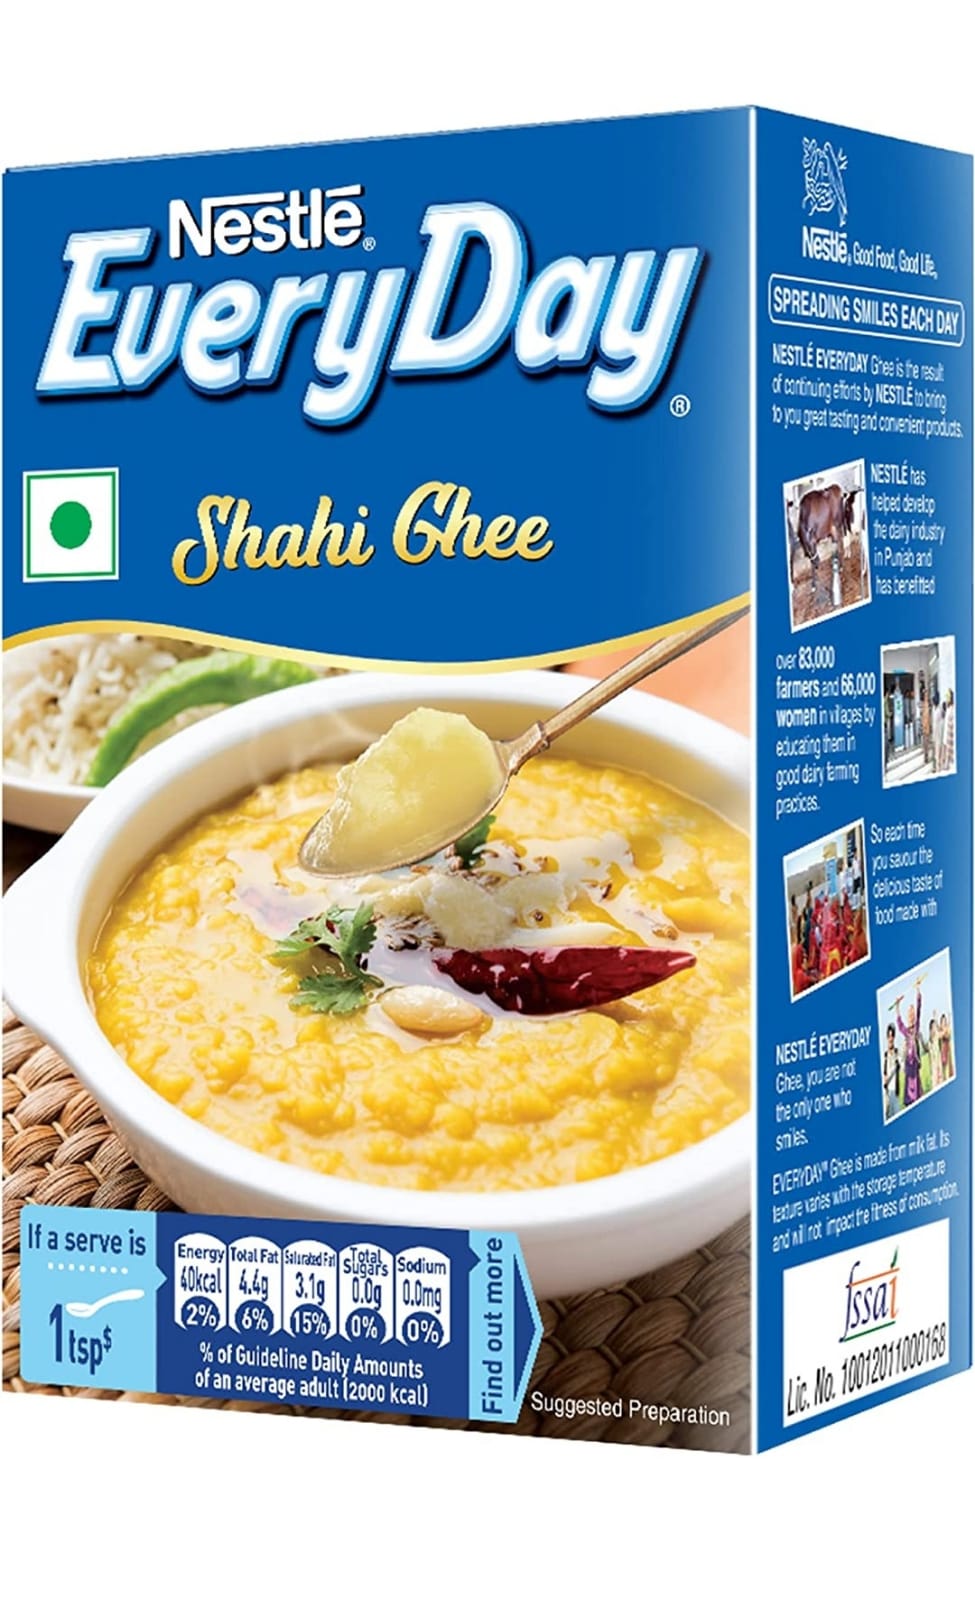 Nestlé®
EveryDay®
Shahi Ghee
If a serve is
1tsp$
Energy
40kcal
2%
Total Fat
4.4g
6%
Saturated Fat
3.1g
15%
Total
Sugars
0.0g
0%
Sodium
0.0mg
0%
% of Guideline Daily Amounts
of an average adult (2000 kcal)
Find out more
Suggested Preparation
Nestlé® Good Food, Good Life®
SPREADING SMILES EACH DAY
NESTLÉ EVERYDAY Ghee is the result
of continuing efforts by NESTLÉ to bring
to you great tasting and convenient products.
NESTLÉ has
helped develop
the dairy industry
in Punjab and
has benefitted
over 83,000
farmers and 66,000
women in villages by
educating them in
good dairy farming
practices.
So each time
you savour the
delicious taste of
food made with
NESTLÉ EVERYDAY
Ghee, you are not
the only one who
smiles.
EVERYDAY® Ghee is made from milk fat. Its
texture varies with the storage temperature
and will not impact the fitness of consumption.
fssai
Lic. No. 10012011000168